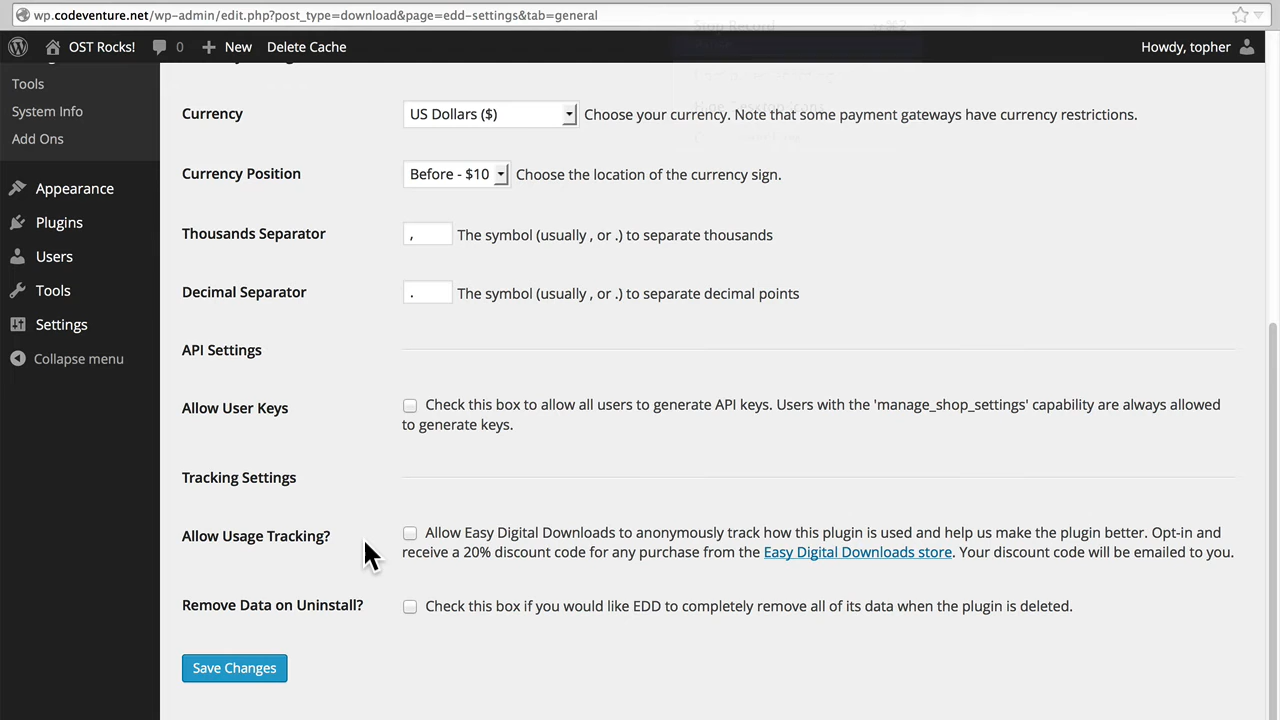 wp.codeventure.net/wp-admin/edit.php?post_type=download&page=edd-settings&tab=general
OST Rocks! 0 New Delete Cache Howdy, topher
Tools
System Info
Add Ons
Appearance
Plugins
Users
Tools
Settings
Collapse menu
Currency US Dollars ($) Choose your currency. Note that some payment gateways have currency restrictions.
Currency Position Before - $10 Choose the location of the currency sign.
Thousands Separator , The symbol (usually , or .) to separate thousands
Decimal Separator . The symbol (usually , or .) to separate decimal points
API Settings
Allow User Keys Check this box to allow all users to generate API keys. Users with the 'manage_shop_settings' capability are always allowed
to generate keys.
Tracking Settings
Allow Usage Tracking? Allow Easy Digital Downloads to anonymously track how this plugin is used and help us make the plugin better. Opt-in and
receive a 20% discount code for any purchase from the Easy Digital Downloads store. Your discount code will be emailed to you.
Remove Data on Uninstall? Check this box if you would like EDD to completely remove all of its data when the plugin is deleted.
Save Changes